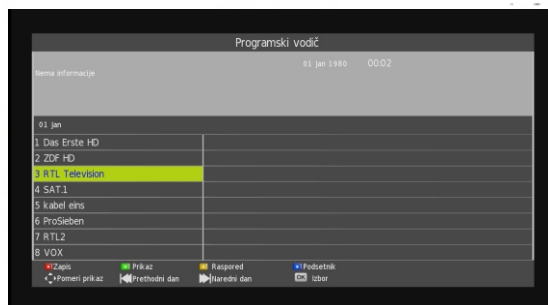 Programski vodič
01 Jan 1980 00:02
Nema informacije
01 Jan
1 Das Erste HD
2 ZDF HD
3 RTL Television
4 SAT.1
5 kabel eins
6 ProSieben
7 RTL2
8 VOX
Zapis Prikaz Raspored Podsetnik
Pomeri prikaz Prethodni dan Naredni dan OK Izbor